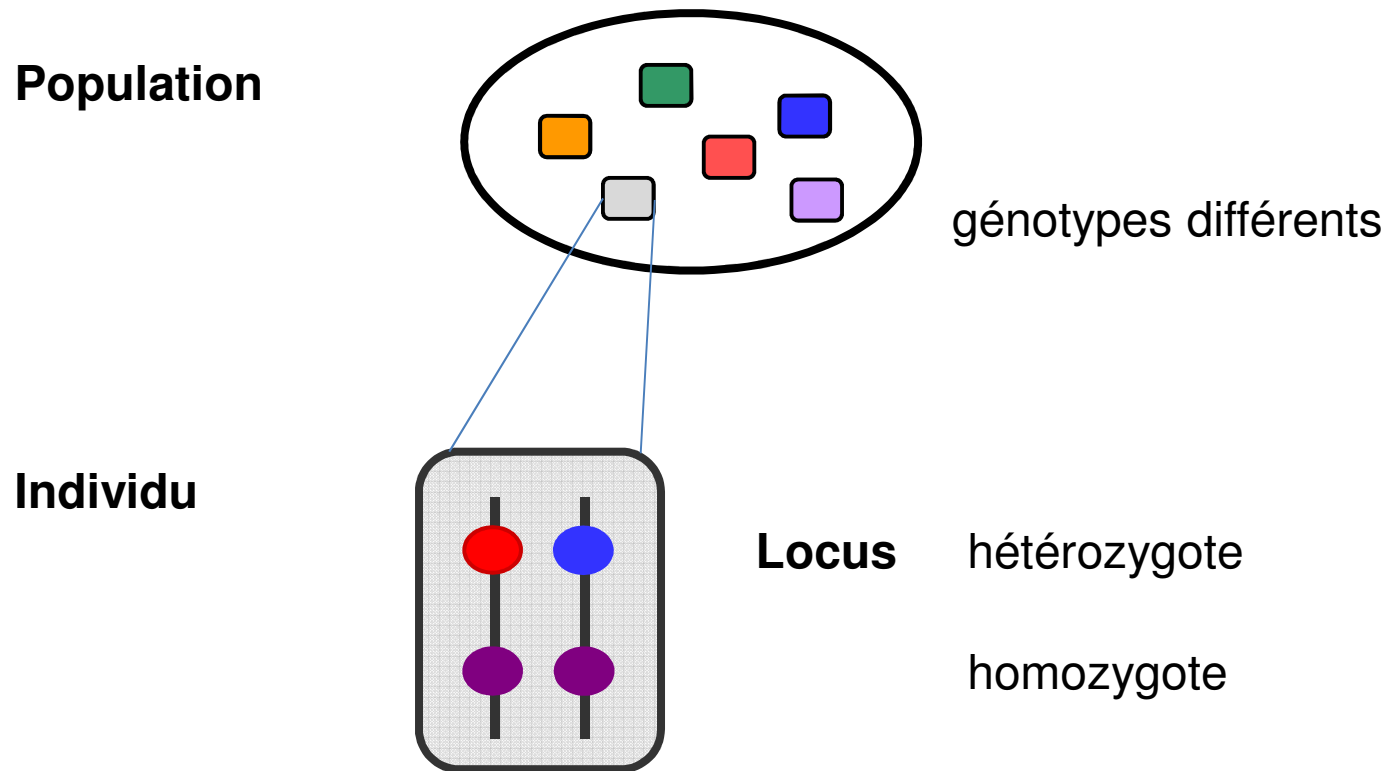 Population
génotypes différents
Individu
Locus hétérozygote
homozygote